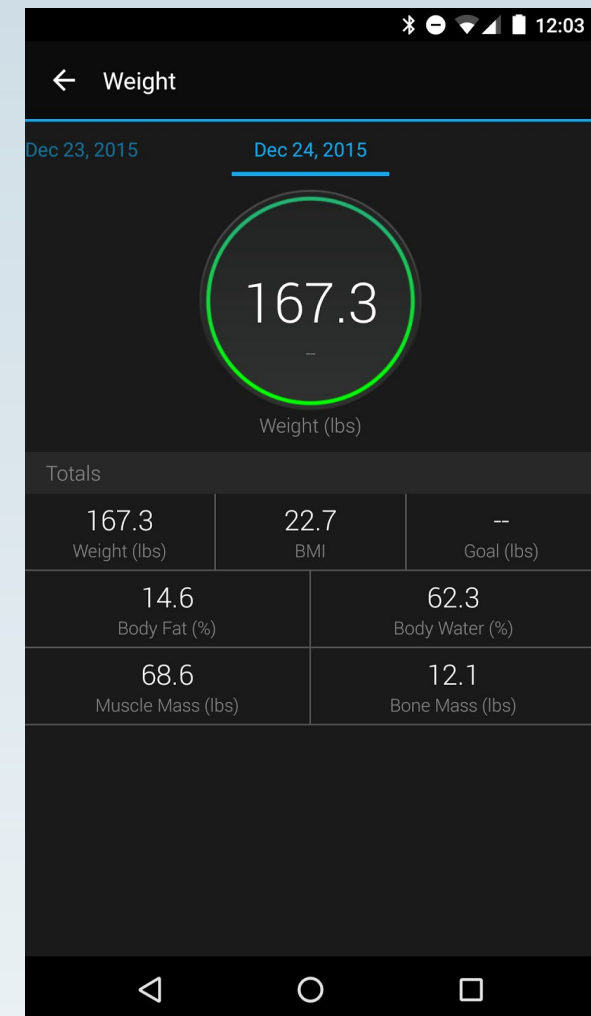 12:03
Weight
Dec 23, 2015 Dec 24, 2015
167.3
--
Weight (lbs)
Totals
167.3 22.7 --
Weight (lbs) BMI Goal (lbs)
14.6 62.3
Body Fat (%) Body Water (%)
68.6 12.1
Muscle Mass (lbs) Bone Mass (lbs)